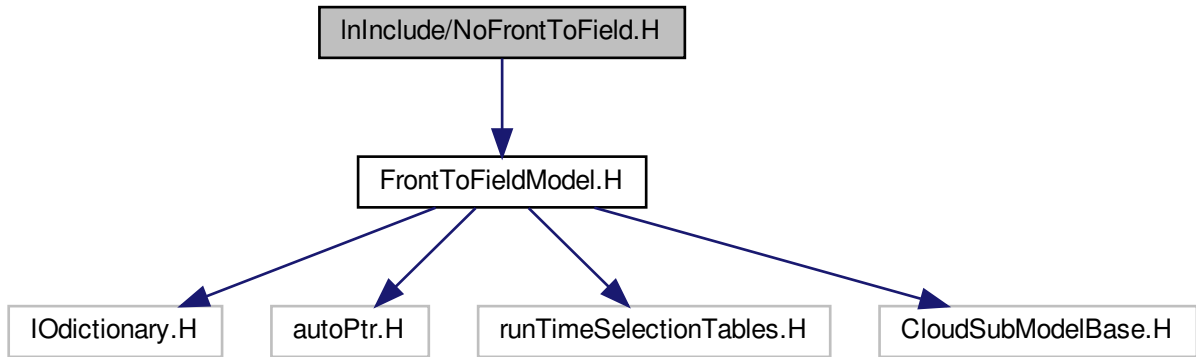 lnInclude/NoFrontToField.H
FrontToFieldModel.H
IOdictionary.H
autoPtr.H
runTimeSelectionTables.H
CloudSubModelBase.H